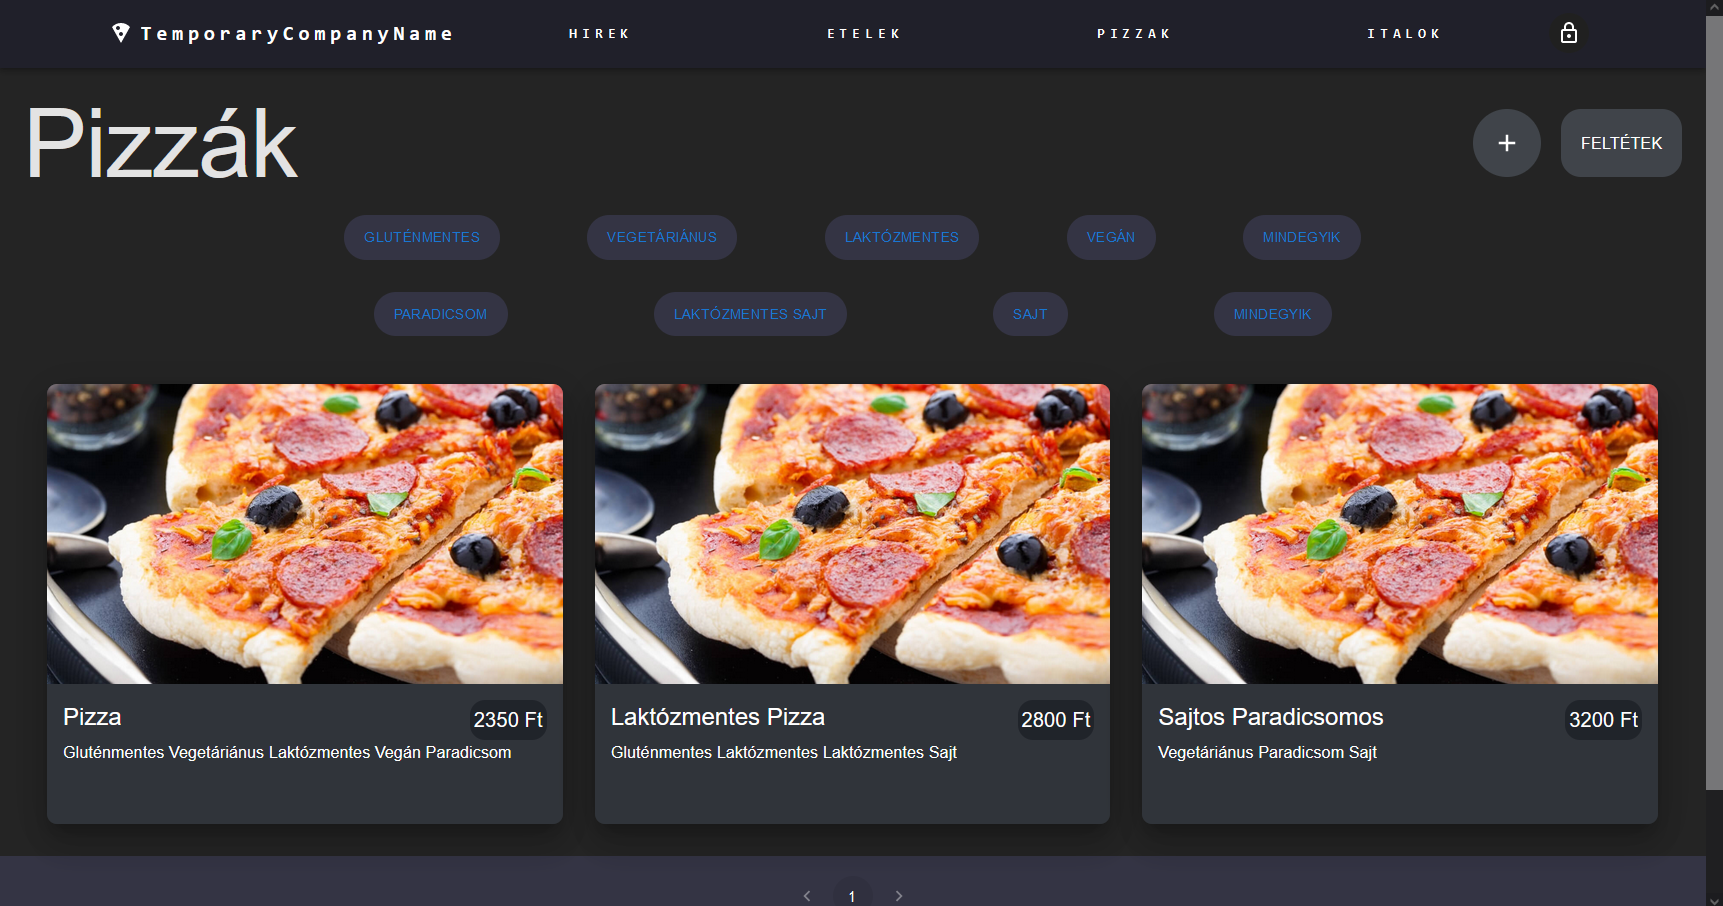 TemporaryCompanyName HIREK ETELEK PIZZAK ITALOK
Pizzák
+ FELTÉTEK
GLUTÉNMENTES VEGETÁRIÁNUS LAKTÓZMENTES VEGÁN MINDEGYIK
PARADICSOM LAKTÓZMENTES SAJT SAJT MINDEGYIK
Pizza 2350 Ft
Gluténmentes Vegetáriánus Laktózmentes Vegán Paradicsom
Laktózmentes Pizza 2800 Ft
Gluténmentes Laktózmentes Laktózmentes Sajt
Sajtos Paradicsomos 3200 Ft
Vegetáriánus Paradicsom Sajt
1